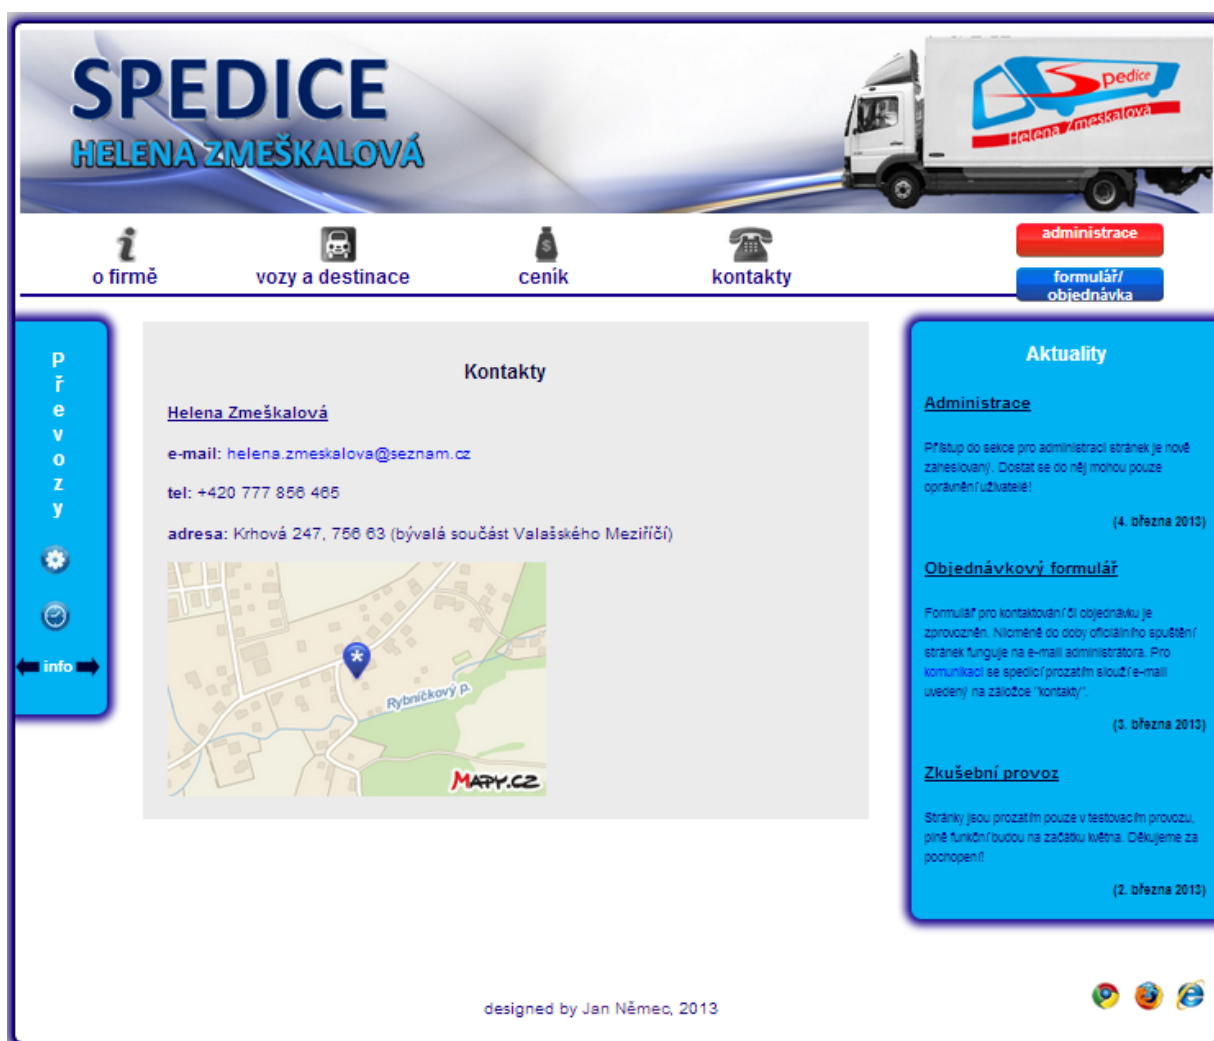 SPEDICE
HELENA ZMEŠKALOVÁ
Spedice
Helena Zmeškalová
o firmě
vozy a destinace
ceník
kontakty
administrace
formulář/
objednávka
P
ř
e
v
o
z
y
info
Kontakty
Helena Zmeškalová
e-mail: helena.zmeskalova@seznam.cz
tel: +420 777 856 465
adresa: Krhová 247, 756 63 (bývalá součást Valašského Meziříčí)
Rybníčkový p.
MAPY.CZ
Aktuality
Administrace
Přístup do sekce pro administraci stránek je nově
zaheslovaný. Dostat se do něj mohou pouze
oprávnění uživatelé!
(4. března 2013)
Objednávkový formulář
Formulář pro kontaktování či objednávku je
zprovozněn. Nicméně do doby oficiálního spuštění
stránek funguje na e-mail administrátora. Pro
komunikaci se spedicí prozatím slouží e-mail
uvedený na záložce "kontakty".
(3. března 2013)
Zkušební provoz
Stránky jsou prozatím pouze v testovacím provozu,
plně funkční budou na začátku května. Děkujeme za
pochopení!
(2. března 2013)
designed by Jan Němec, 2013